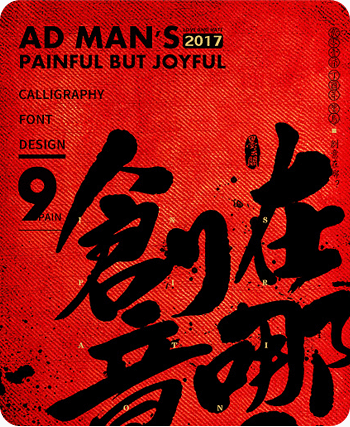 AD MAN'S 2017
PAINFUL BUT JOYFUL
CALLIGRAPHY
FONT
DESIGN
9
PAIN
創意
在哪
I N S
P I R
A T I
O N